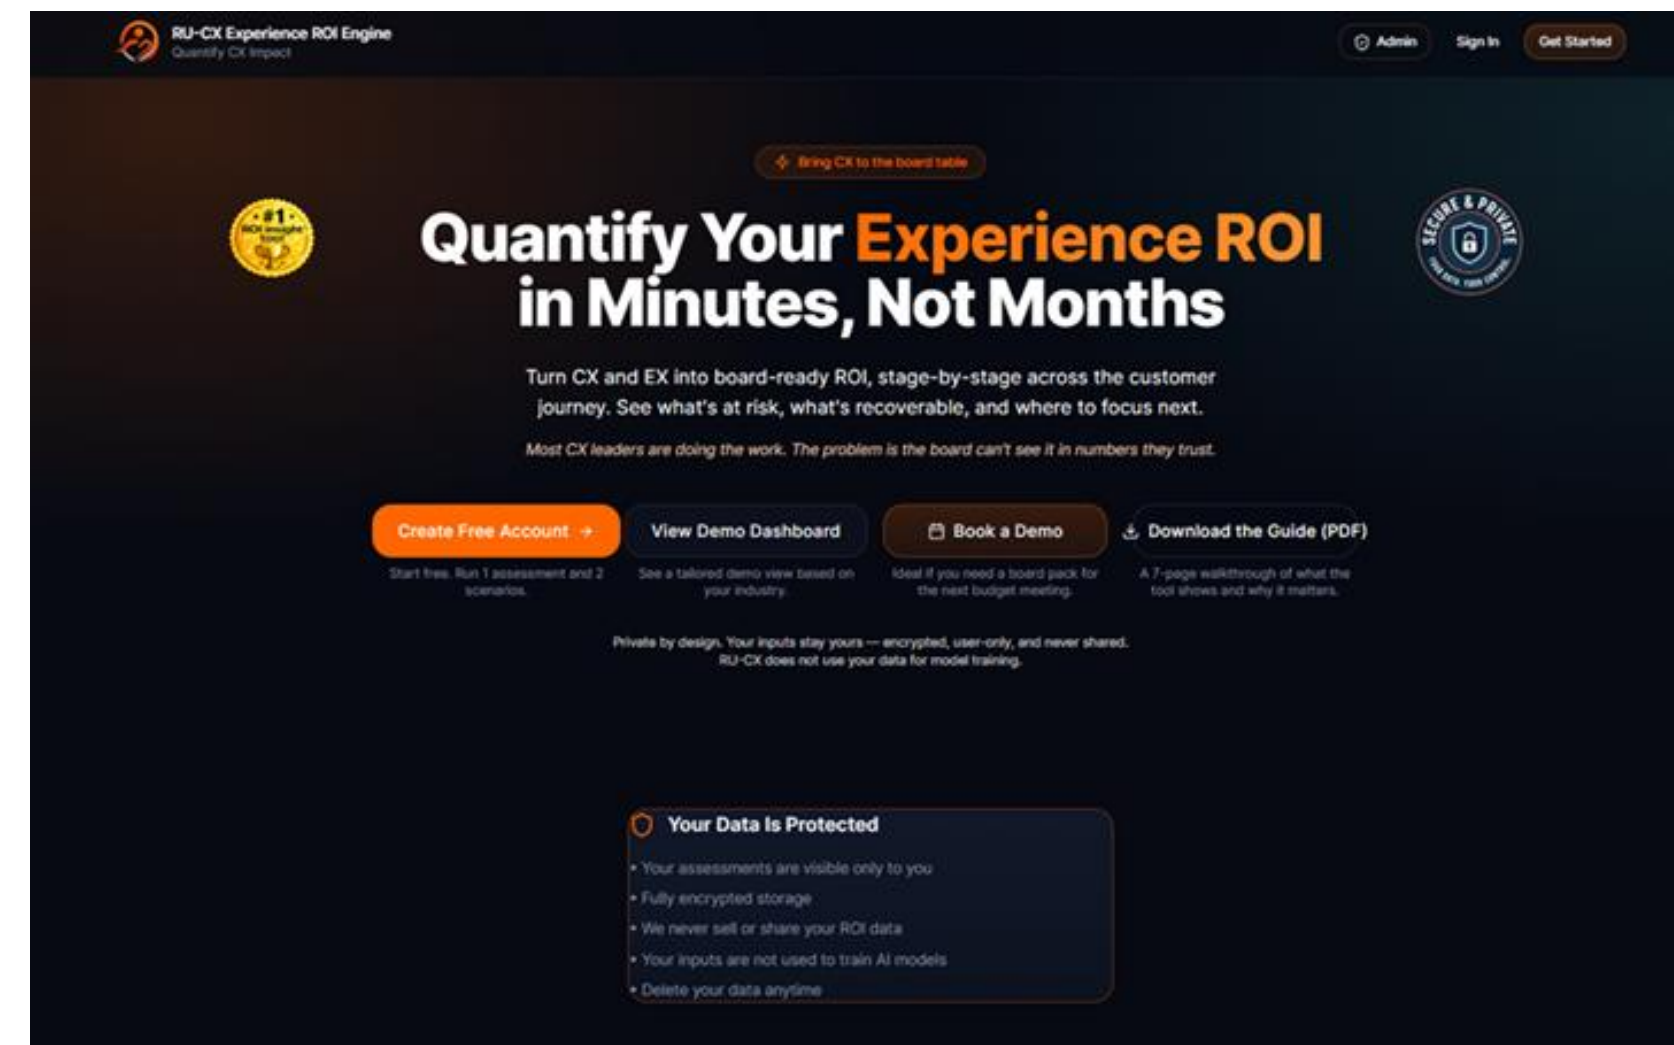 RU-CX Experience ROI Engine
Quantify CX Impact
Admin
Sign In
Get Started
Bring CX to the board table
#1
ROI insight
tool
SECURE & PRIVATE
YOUR DATA. YOUR CONTROL.
Quantify Your Experience ROI
in Minutes, Not Months
Turn CX and EX into board-ready ROI, stage-by-stage across the customer
journey. See what's at risk, what's recoverable, and where to focus next.
Most CX leaders are doing the work. The problem is the board can't see it in numbers they trust.
Create Free Account →
View Demo Dashboard
Book a Demo
Download the Guide (PDF)
Start free. Run 1 assessment and 2
scenarios.
See a tailored demo view based on
your industry.
Ideal if you need a board pack for
the next budget meeting.
A 7-page walkthrough of what the
tool shows and why it matters.
Private by design. Your inputs stay yours — encrypted, user-only, and never shared.
RU-CX does not use your data for model training.
Your Data Is Protected
• Your assessments are visible only to you
• Fully encrypted storage
• We never sell or share your ROI data
• Your inputs are not used to train AI models
• Delete your data anytime